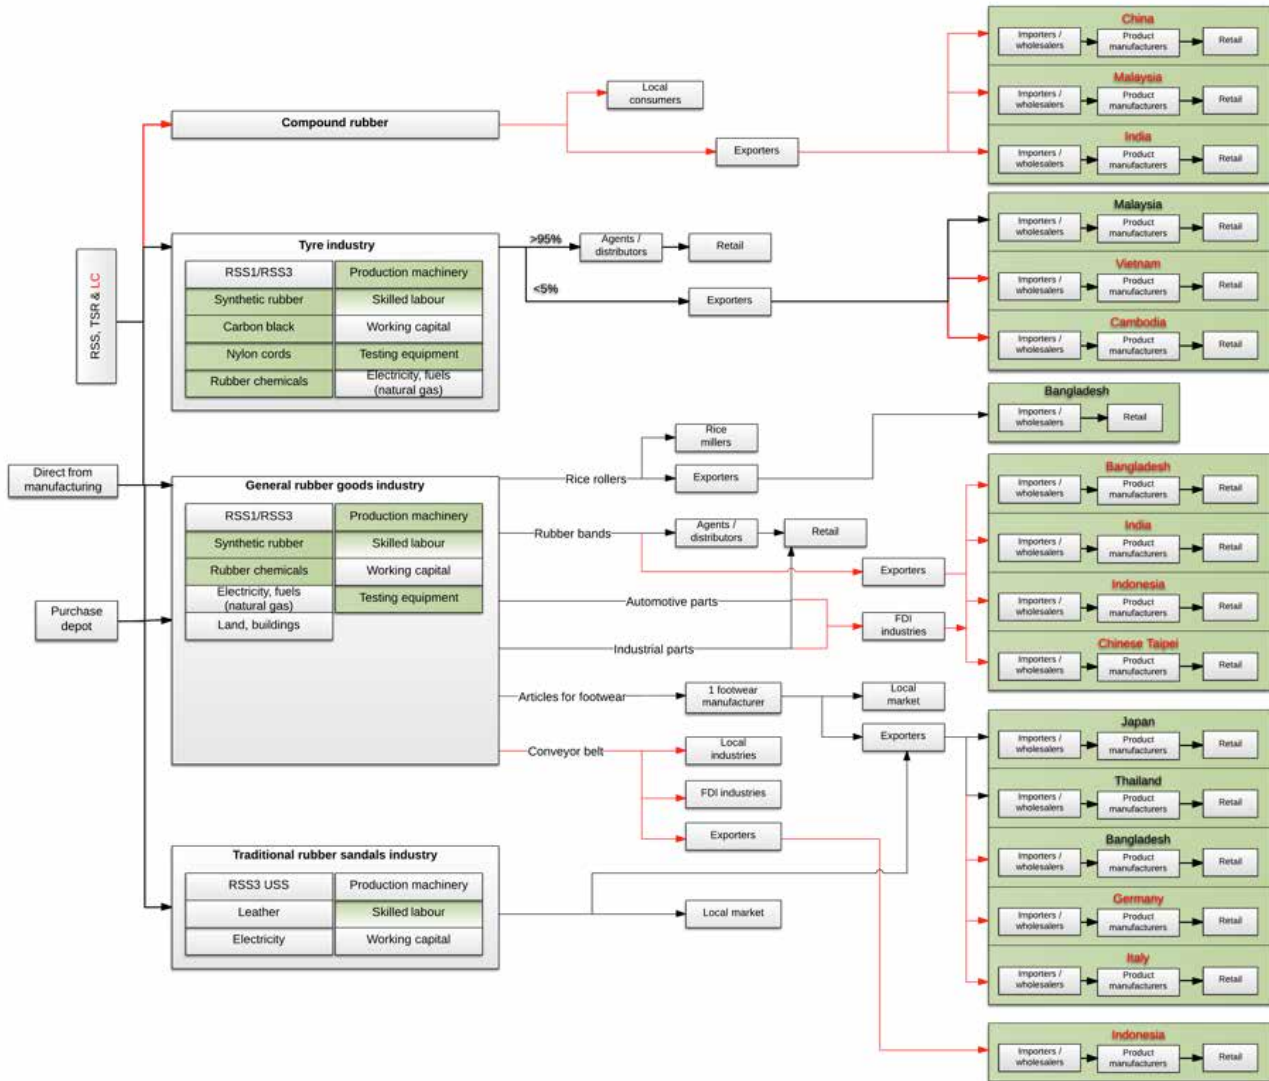 China
Importers /
wholesalers
Product
manufacturers
Retail
Malaysia
Importers /
wholesalers
Product
manufacturers
Retail
India
Importers /
wholesalers
Product
manufacturers
Retail
Compound rubber
Local
consumers
Exporters
RSS, TSR & LC
Tyre industry
RSS1/RSS3
Production machinery
Synthetic rubber
Skilled labour
Carbon black
Working capital
Nylon cords
Testing equipment
Rubber chemicals
Electricity, fuels
(natural gas)
>95%
Agents /
distributors
Retail
<5%
Exporters
Malaysia
Importers /
wholesalers
Product
manufacturers
Retail
Vietnam
Importers /
wholesalers
Product
manufacturers
Retail
Cambodia
Importers /
wholesalers
Product
manufacturers
Retail
Direct from
manufacturing
Purchase
depot
General rubber goods industry
RSS1/RSS3
Production machinery
Synthetic rubber
Skilled labour
Rubber chemicals
Working capital
Electricity, fuels
(natural gas)
Testing equipment
Land, buildings
Rice rollers
Rice
millers
Exporters
Bangladesh
Importers /
wholesalers
Retail
Rubber bands
Agents /
distributors
Retail
Exporters
Automotive parts
Industrial parts
FDI
industries
Bangladesh
Importers /
wholesalers
Product
manufacturers
Retail
India
Importers /
wholesalers
Product
manufacturers
Retail
Indonesia
Importers /
wholesalers
Product
manufacturers
Retail
Chinese Taipei
Importers /
wholesalers
Product
manufacturers
Retail
Articles for footwear
1 footwear
manufacturer
Local
market
Exporters
Conveyor belt
Local
industries
FDI industries
Exporters
Japan
Importers /
wholesalers
Product
manufacturers
Retail
Thailand
Importers /
wholesalers
Product
manufacturers
Retail
Bangladesh
Importers /
wholesalers
Product
manufacturers
Retail
Germany
Importers /
wholesalers
Product
manufacturers
Retail
Italy
Importers /
wholesalers
Product
manufacturers
Retail
Traditional rubber sandals industry
RSS3 USS
Production machinery
Leather
Skilled labour
Electricity
Working capital
Local market
Indonesia
Importers /
wholesalers
Product
manufacturers
Retail